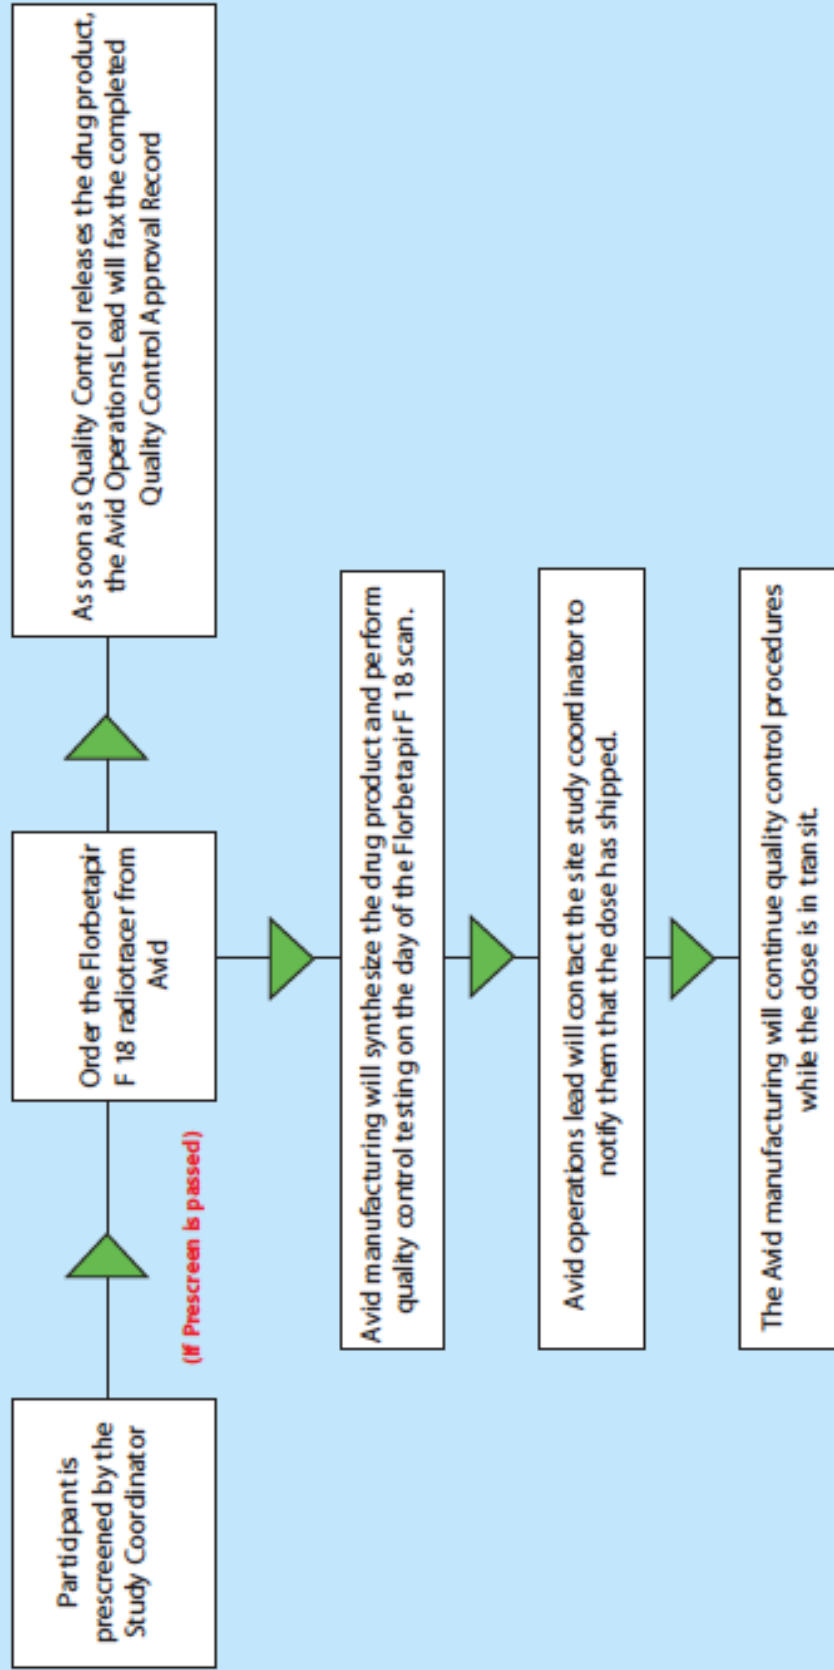 Participant is
prescreened by the
Study Coordinator
(If Prescreen is passed)
Order the Florbetapir
F 18 radiotracer from
Avid
As soon as Quality Control releases the drug product,
the Avid Operations Lead will fax the completed
Quality Control Approval Record
Avid manufacturing will synthesize the drug product and perform
quality control testing on the day of the Florbetapir F 18 scan.
Avid operations lead will contact the site study coordinator to
notify them that the dose has shipped.
The Avid manufacturing will continue quality control procedures
while the dose is in transit.